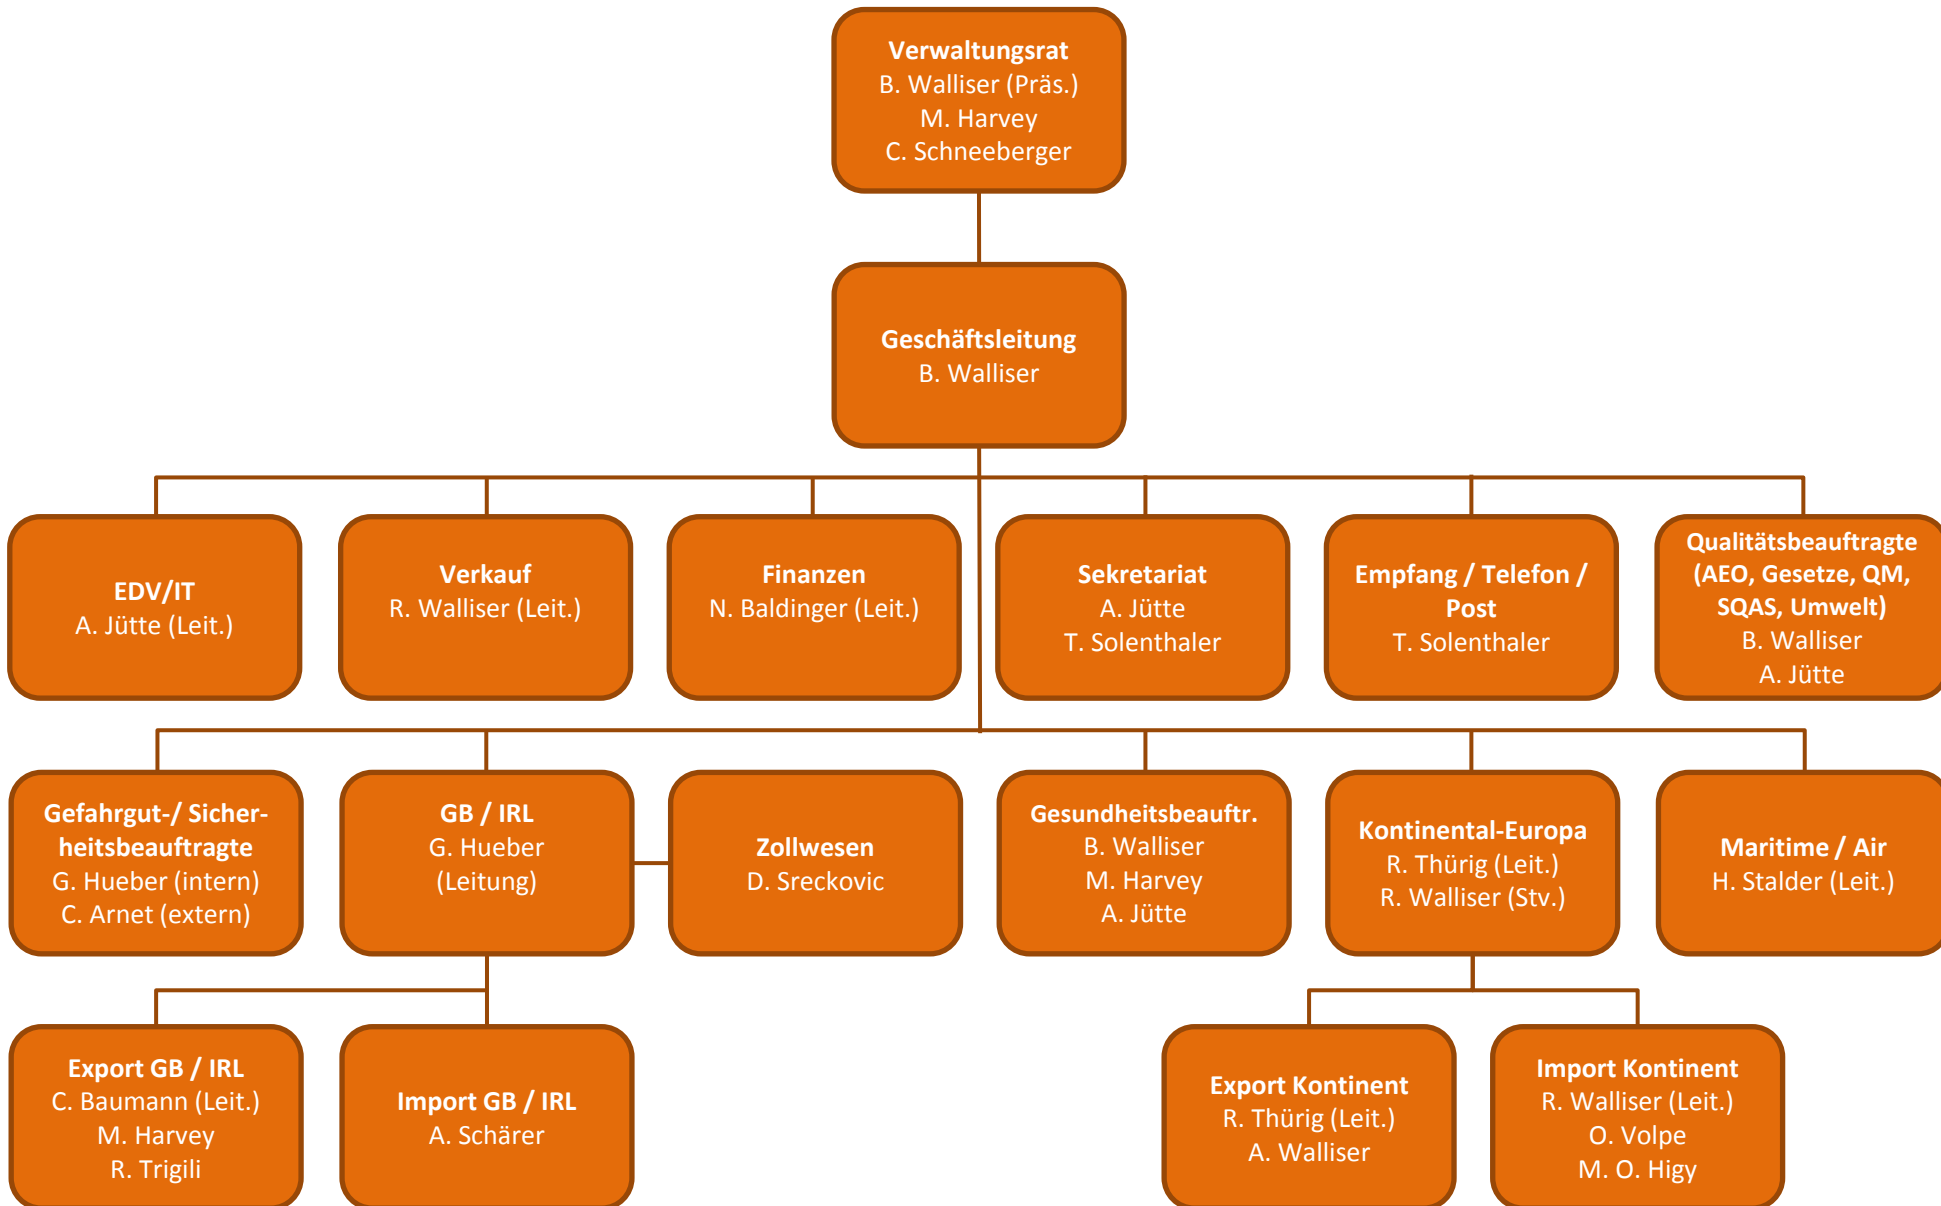 Verwaltungsrat
B. Walliser (Präs.)
M. Harvey
C. Schneeberger
Geschäftsleitung
B. Walliser
EDV/IT
A. Jütte (Leit.)
Verkauf
R. Walliser (Leit.)
Finanzen
N. Baldinger (Leit.)
Sekretariat
A. Jütte
T. Solenthaler
Empfang / Telefon /
Post
T. Solenthaler
Qualitätsbeauftragte
(AEO, Gesetze, QM,
SQAS, Umwelt)
B. Walliser
A. Jütte
Gefahrgut-/ Sicher-
heitsbeauftragte
G. Hueber (intern)
C. Arnet (extern)
GB / IRL
G. Hueber
(Leitung)
Zollwesen
D. Sreckovic
Gesundheitsbeauftr.
B. Walliser
M. Harvey
A. Jütte
Kontinental-Europa
R. Thürig (Leit.)
R. Walliser (Stv.)
Maritime / Air
H. Stalder (Leit.)
Export GB / IRL
C. Baumann (Leit.)
M. Harvey
R. Trigili
Import GB / IRL
A. Schärer
Export Kontinent
R. Thürig (Leit.)
A. Walliser
Import Kontinent
R. Walliser (Leit.)
O. Volpe
M. O. Higy